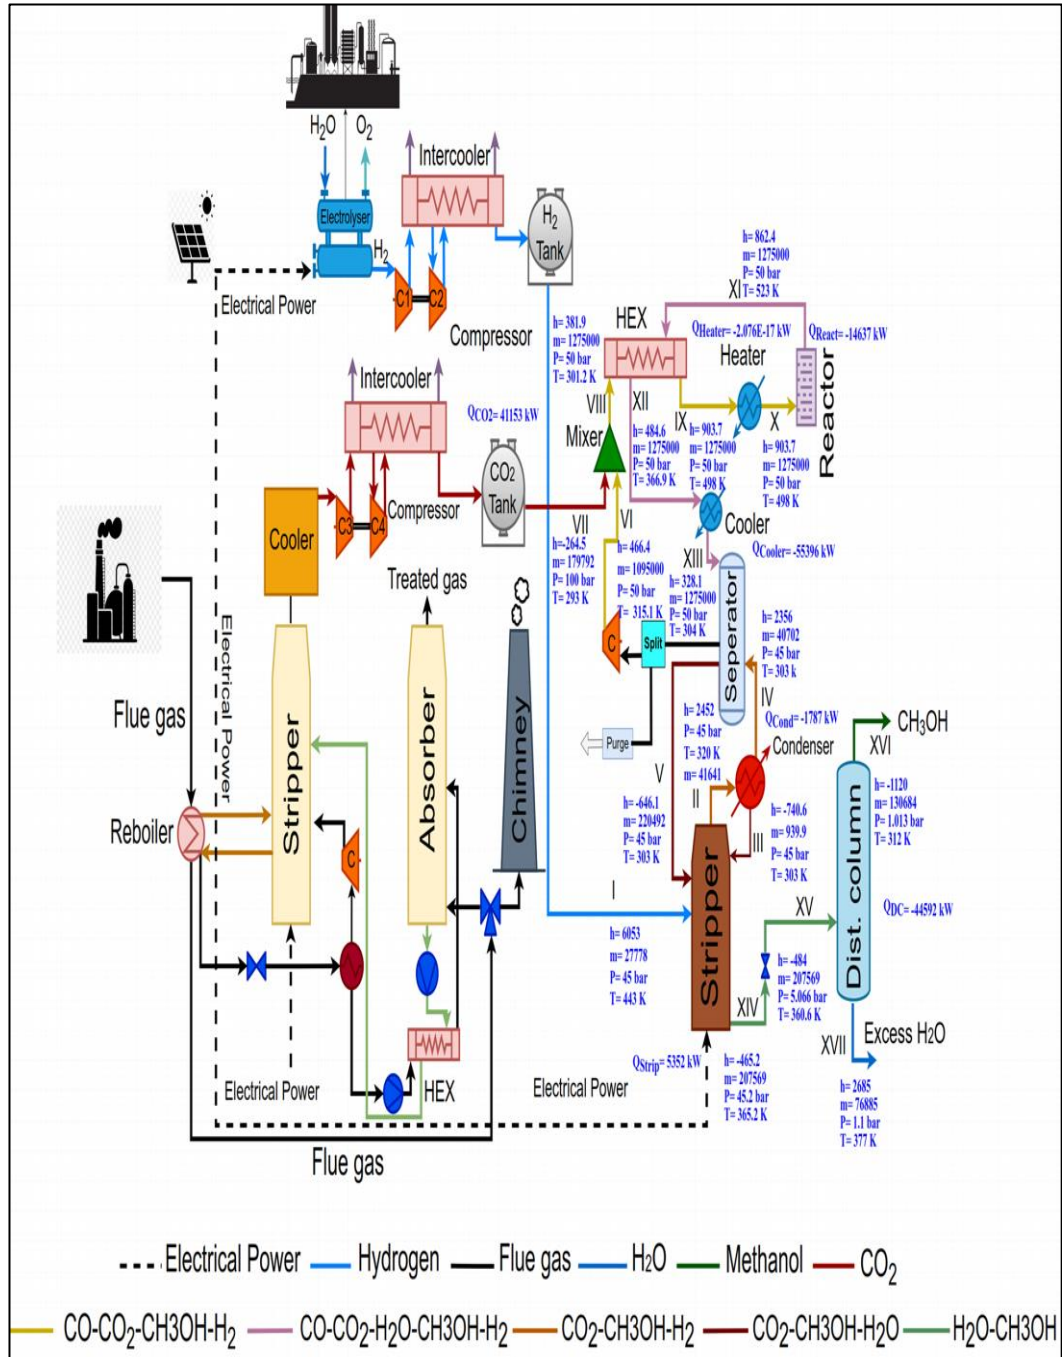 H₂O
O₂
Intercooler
Electrolyser
H₂
Electrical Power
C1
C2
Compressor
H₂
Tank
h= 862.4
m= 1275000
P= 50 bar
T= 523 K
XI
HEX
Q_Heater= -2.076E-17 kW
Q_React= -14637 kW
Heater
Reactor
h= 381.9
m= 1275000
P= 50 bar
T= 301.2 K
VIII
XII
IX
X
Mixer
h= 484.6
m= 1275000
P= 50 bar
T= 366.9 K
h= 903.7
m= 1275000
P= 50 bar
T= 498 K
h= 903.7
m= 1275000
P= 50 bar
T= 498 K
Intercooler
Q_CO2= 41153 kW
CO₂
Tank
Cooler
C3
C4
Compressor
VII
VI
Cooler
XIII
Q_Cooler= -55396 kW
h=-264.5
m= 179792
P= 100 bar
T= 293 K
h= 466.4
m= 1095000
P= 50 bar
T= 315.1 K
h= 328.1
m= 1275000
P= 50 bar
T= 304 K
C
Split
Seperator
h= 2356
m= 40702
P= 45 bar
T= 303 k
IV
Treated gas
Flue gas
Electrical Power
Stripper
Absorber
Chimney
Purge
V
h= 2452
P= 45 bar
T= 320 K
m= 41641
Q_Cond= -1787 kW
Condenser
CH₃OH
XVI
II
III
h= -646.1
m= 220492
P= 45 bar
T= 303 K
h= -740.6
m= 939.9
P= 45 bar
T= 303 K
h= -1120
m= 130684
P= 1.013 bar
T= 312 K
Reboiler
C
I
Stripper
XV
Dist. column
Q_DC= -44592 kW
h= 6053
m= 27778
P= 45 bar
T= 443 K
h= -484
m= 207569
P= 5.066 bar
T= 360.6 K
XIV
XVII
Excess H₂O
Electrical Power
HEX
Electrical Power
Q_Strip= 5352 kW
h= -465.2
m= 207569
P= 45.2 bar
T= 365.2 K
h= 2685
m= 76885
P= 1.1 bar
T= 377 K
Flue gas
Electrical Power
Hydrogen
Flue gas
H₂O
Methanol
CO₂
CO-CO₂-CH3OH-H₂
CO-CO₂-H₂O-CH3OH-H₂
CO₂-CH3OH-H₂
CO₂-CH3OH-H₂O
H₂O-CH3OH